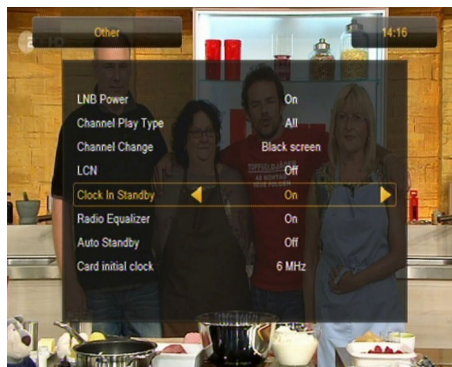 Other
14:16
LNB Power On
Channel Play Type All
Channel Change Black screen
LCN Off
Clock In Standby On
Radio Equalizer On
Auto Standby Off
Card initial clock 6 MHz